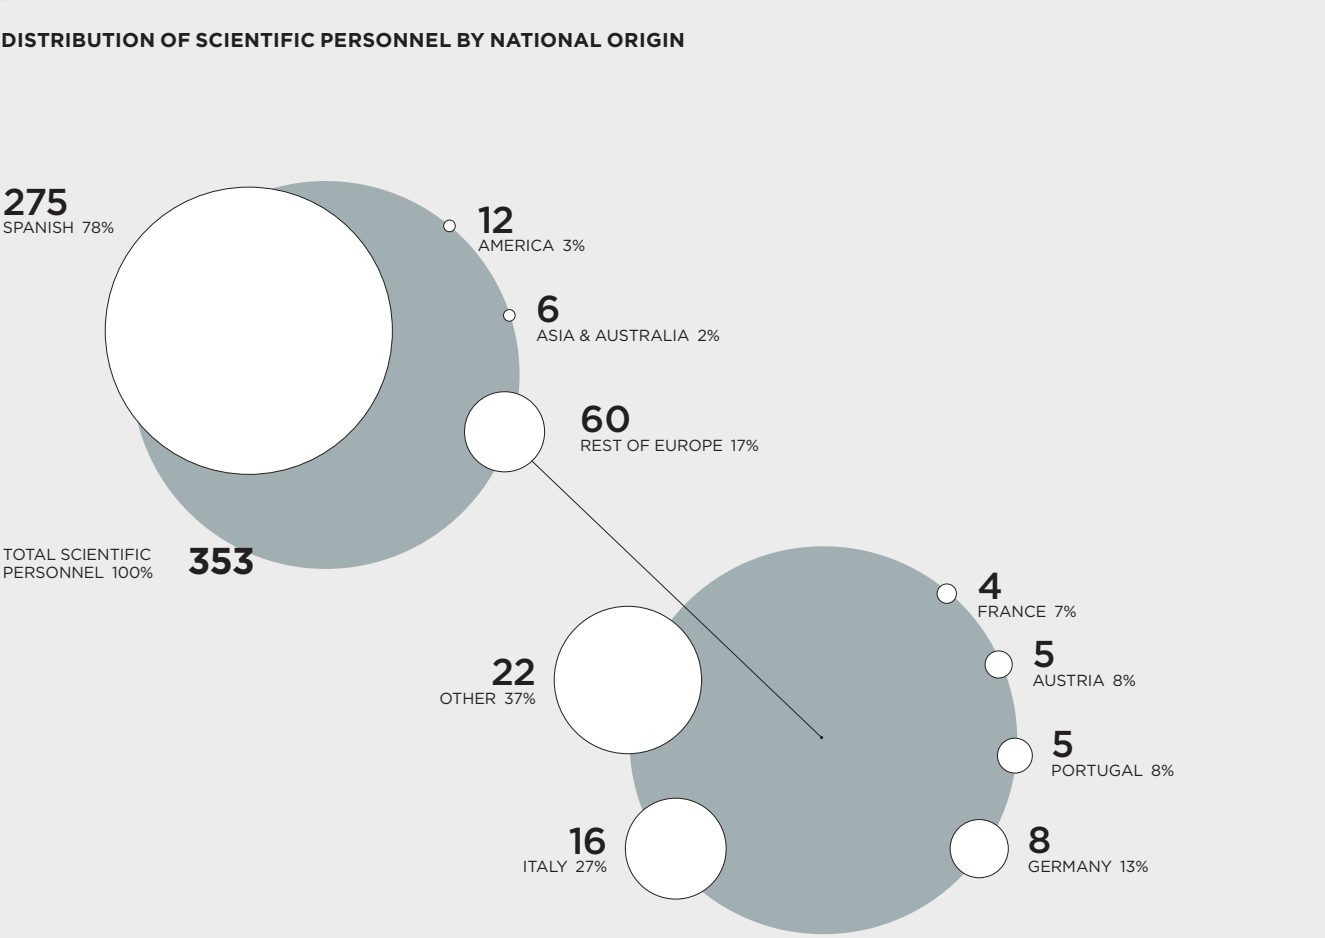 DISTRIBUTION OF SCIENTIFIC PERSONNEL BY NATIONAL ORIGIN
275
SPANISH 78%
12
AMERICA 3%
6
ASIA & AUSTRALIA 2%
60
REST OF EUROPE 17%
TOTAL SCIENTIFIC
PERSONNEL 100%
353
4
FRANCE 7%
5
AUSTRIA 8%
22
OTHER 37%
5
PORTUGAL 8%
16
ITALY 27%
8
GERMANY 13%